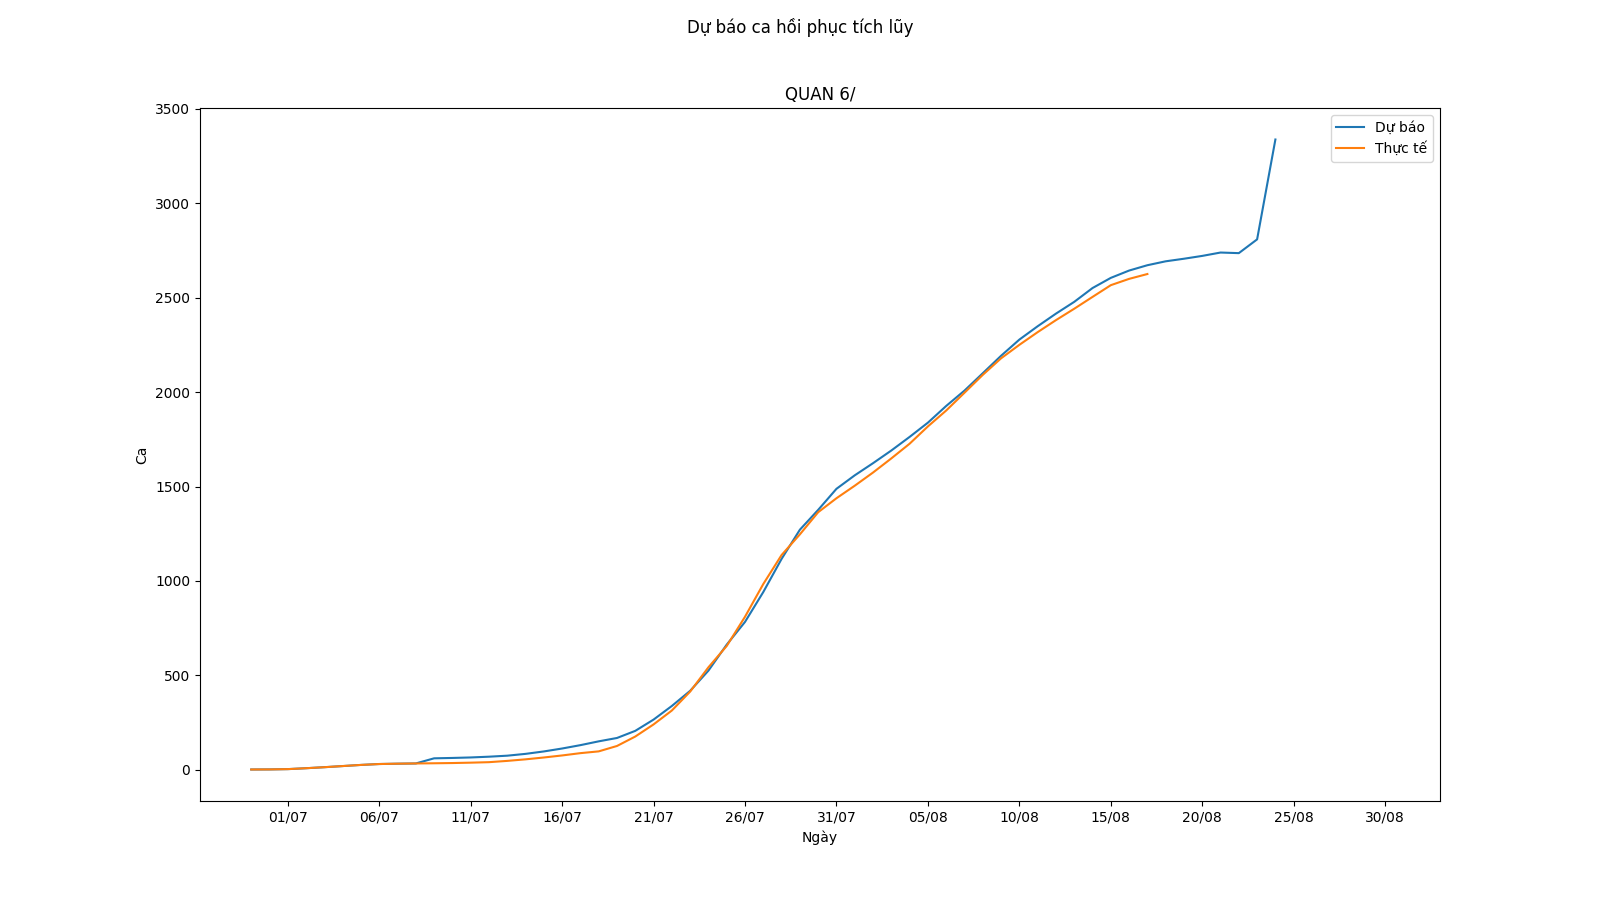 Dự báo ca hồi phục tích lũy
QUAN 6/
3500
3000
2500
2000
1500
1000
500
0
Ca
Dự báo
Thực tế
01/07 06/07 11/07 16/07 21/07 26/07 31/07 05/08 10/08 15/08 20/08 25/08 30/08
Ngày